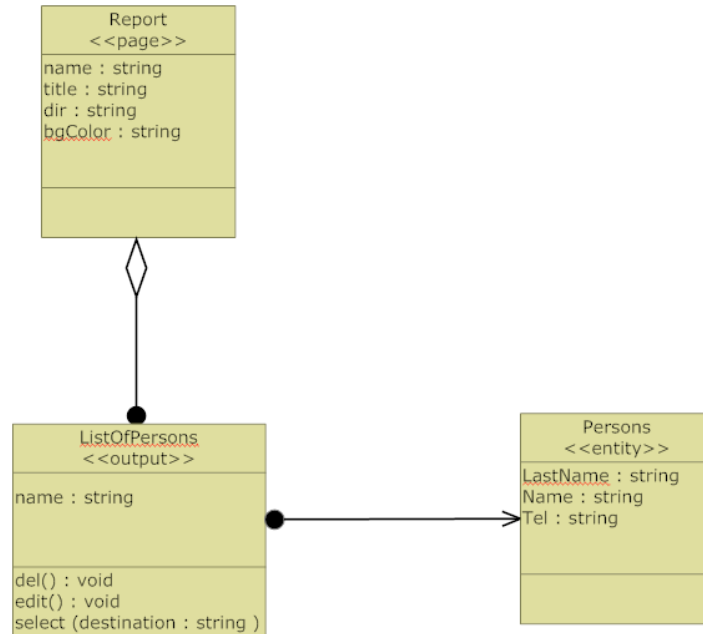 Report
<<page>>
name : string
title : string
dir : string
bgColor : string
ListOfPersons
<<output>>
name : string
del() : void
edit() : void
select (destination : string )
Persons
<<entity>>
LastName : string
Name : string
Tel : string